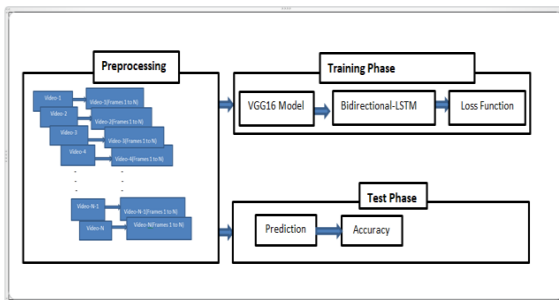 Preprocessing
Video-1
Video-1(Frames 1 to N)
Video-2
Video-2(Frames 1 to N)
Video-3
Video-3(Frames 1 to N)
Video-4
Video-4(Frames 1 to N)
Video-N-1
Video-N-1(Frames 1 to N)
Video-N
Video-N(Frames 1 to N)
Training Phase
VGG16 Model
Bidirectional-LSTM
Loss Function
Test Phase
Prediction
Accuracy